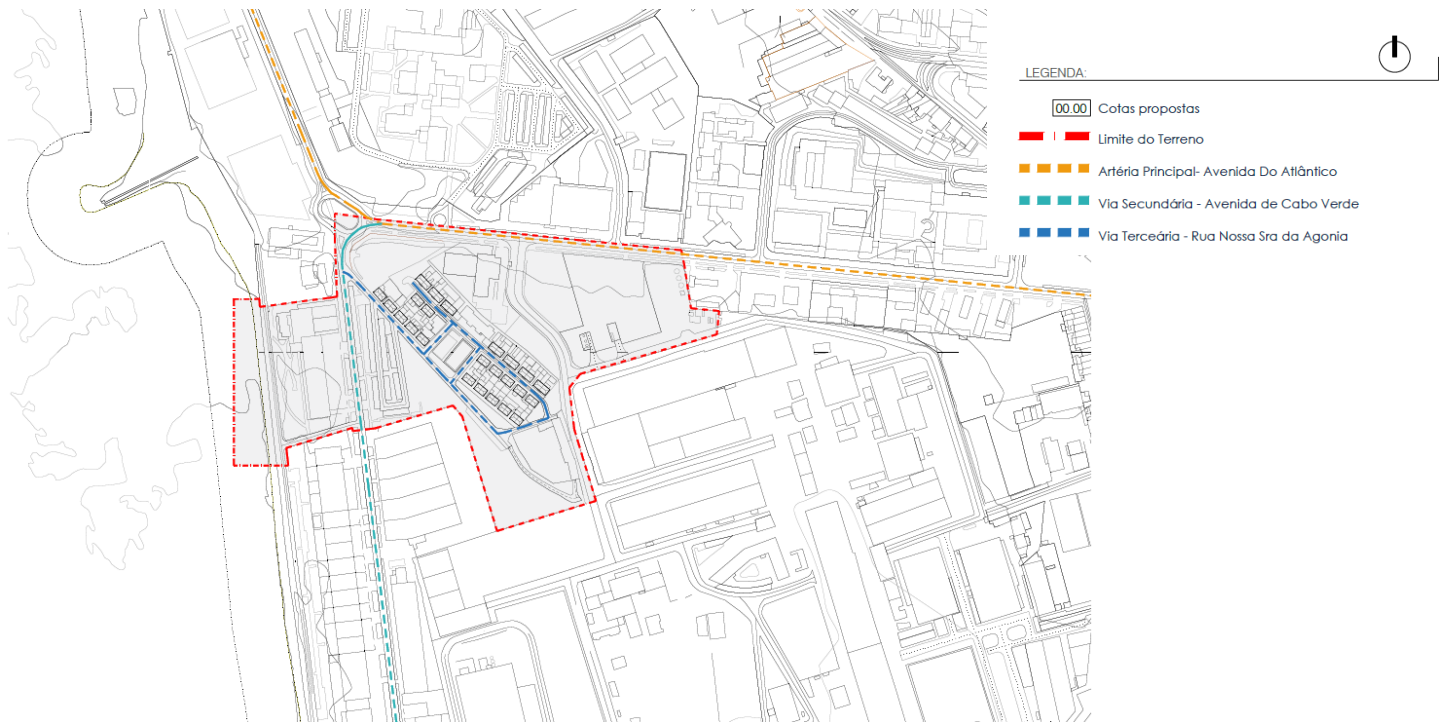 LEGENDA:
00.00 Cotas propostas
Limite do Terreno
Artéria Principal- Avenida Do Atlântico
Via Secundária - Avenida de Cabo Verde
Via Terceária - Rua Nossa Sra da Agonia